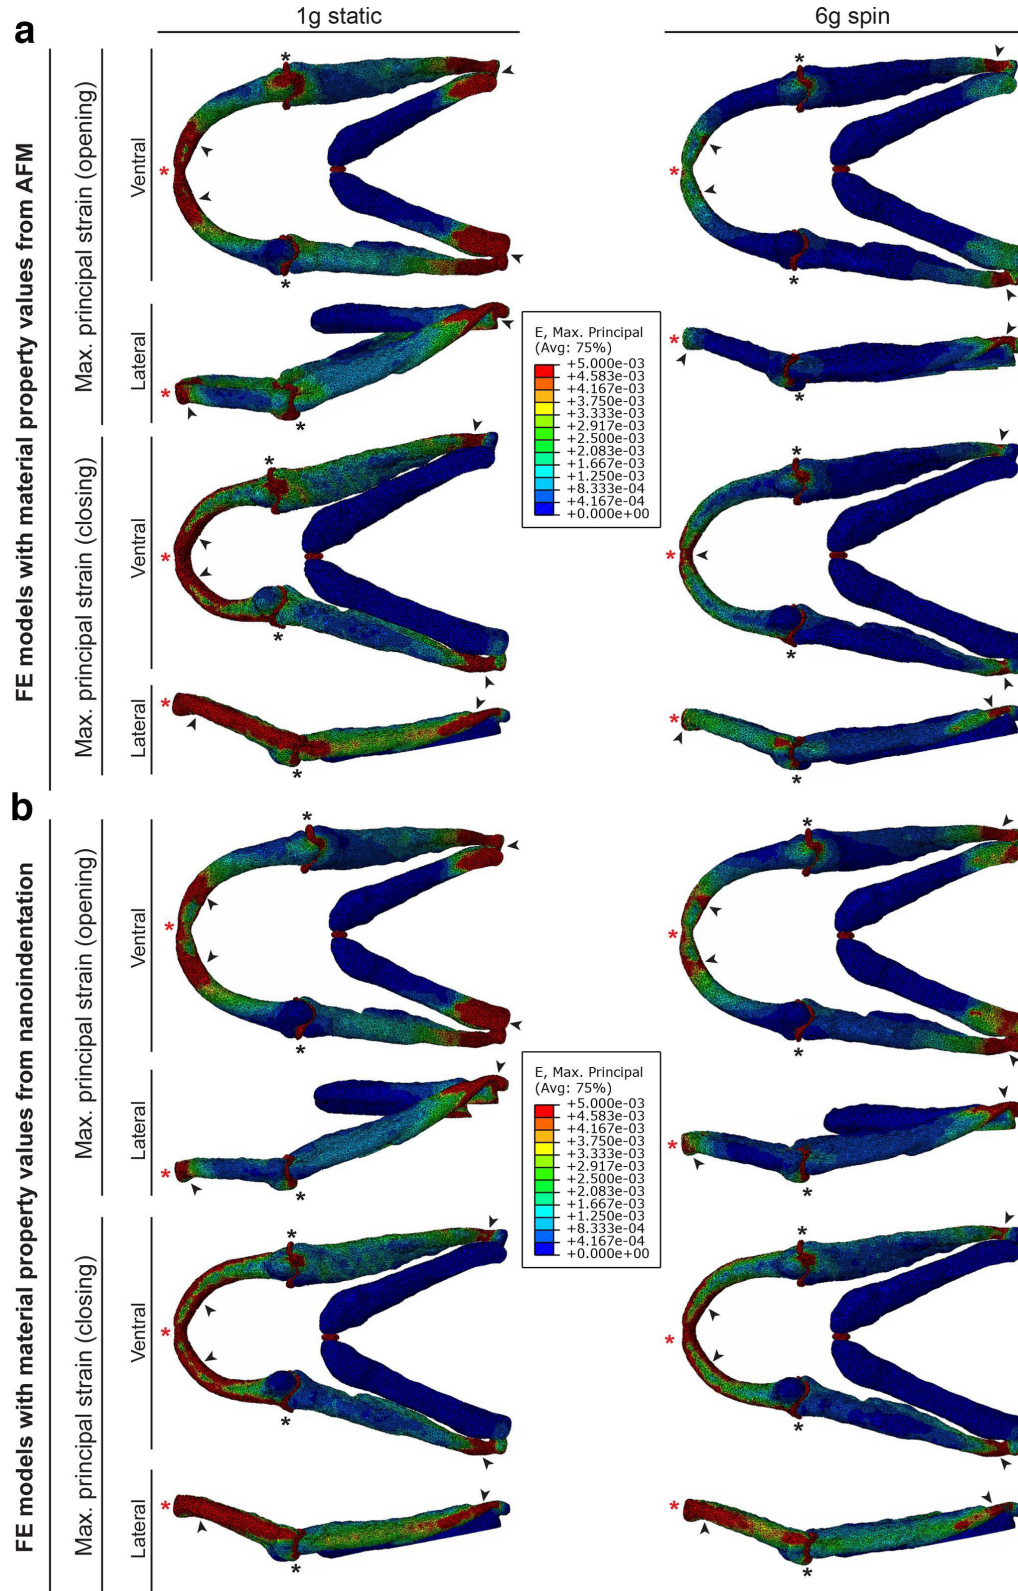 1g static
6g spin
a
FE models with material property values from AFM
Max. principal strain (opening)
Ventral
*
*
*
*
*
*
Lateral
*
*
*
*
E, Max. Principal
(Avg: 75%)
+5.000e-03
+4.583e-03
+4.167e-03
+3.750e-03
+3.333e-03
+2.917e-03
+2.500e-03
+2.083e-03
+1.667e-03
+1.250e-03
+8.333e-04
+4.167e-04
+0.000e+00
Max. principal strain (closing)
Ventral
*
*
*
*
*
*
Lateral
*
*
*
*
b
FE models with material property values from nanoindentation
Max. principal strain (opening)
Ventral
*
*
*
*
*
*
Lateral
*
*
*
*
E, Max. Principal
(Avg: 75%)
+5.000e-03
+4.583e-03
+4.167e-03
+3.750e-03
+3.333e-03
+2.917e-03
+2.500e-03
+2.083e-03
+1.667e-03
+1.250e-03
+8.333e-04
+4.167e-04
+0.000e+00
Max. principal strain (closing)
Ventral
*
*
*
*
*
*
Lateral
*
*
*
*